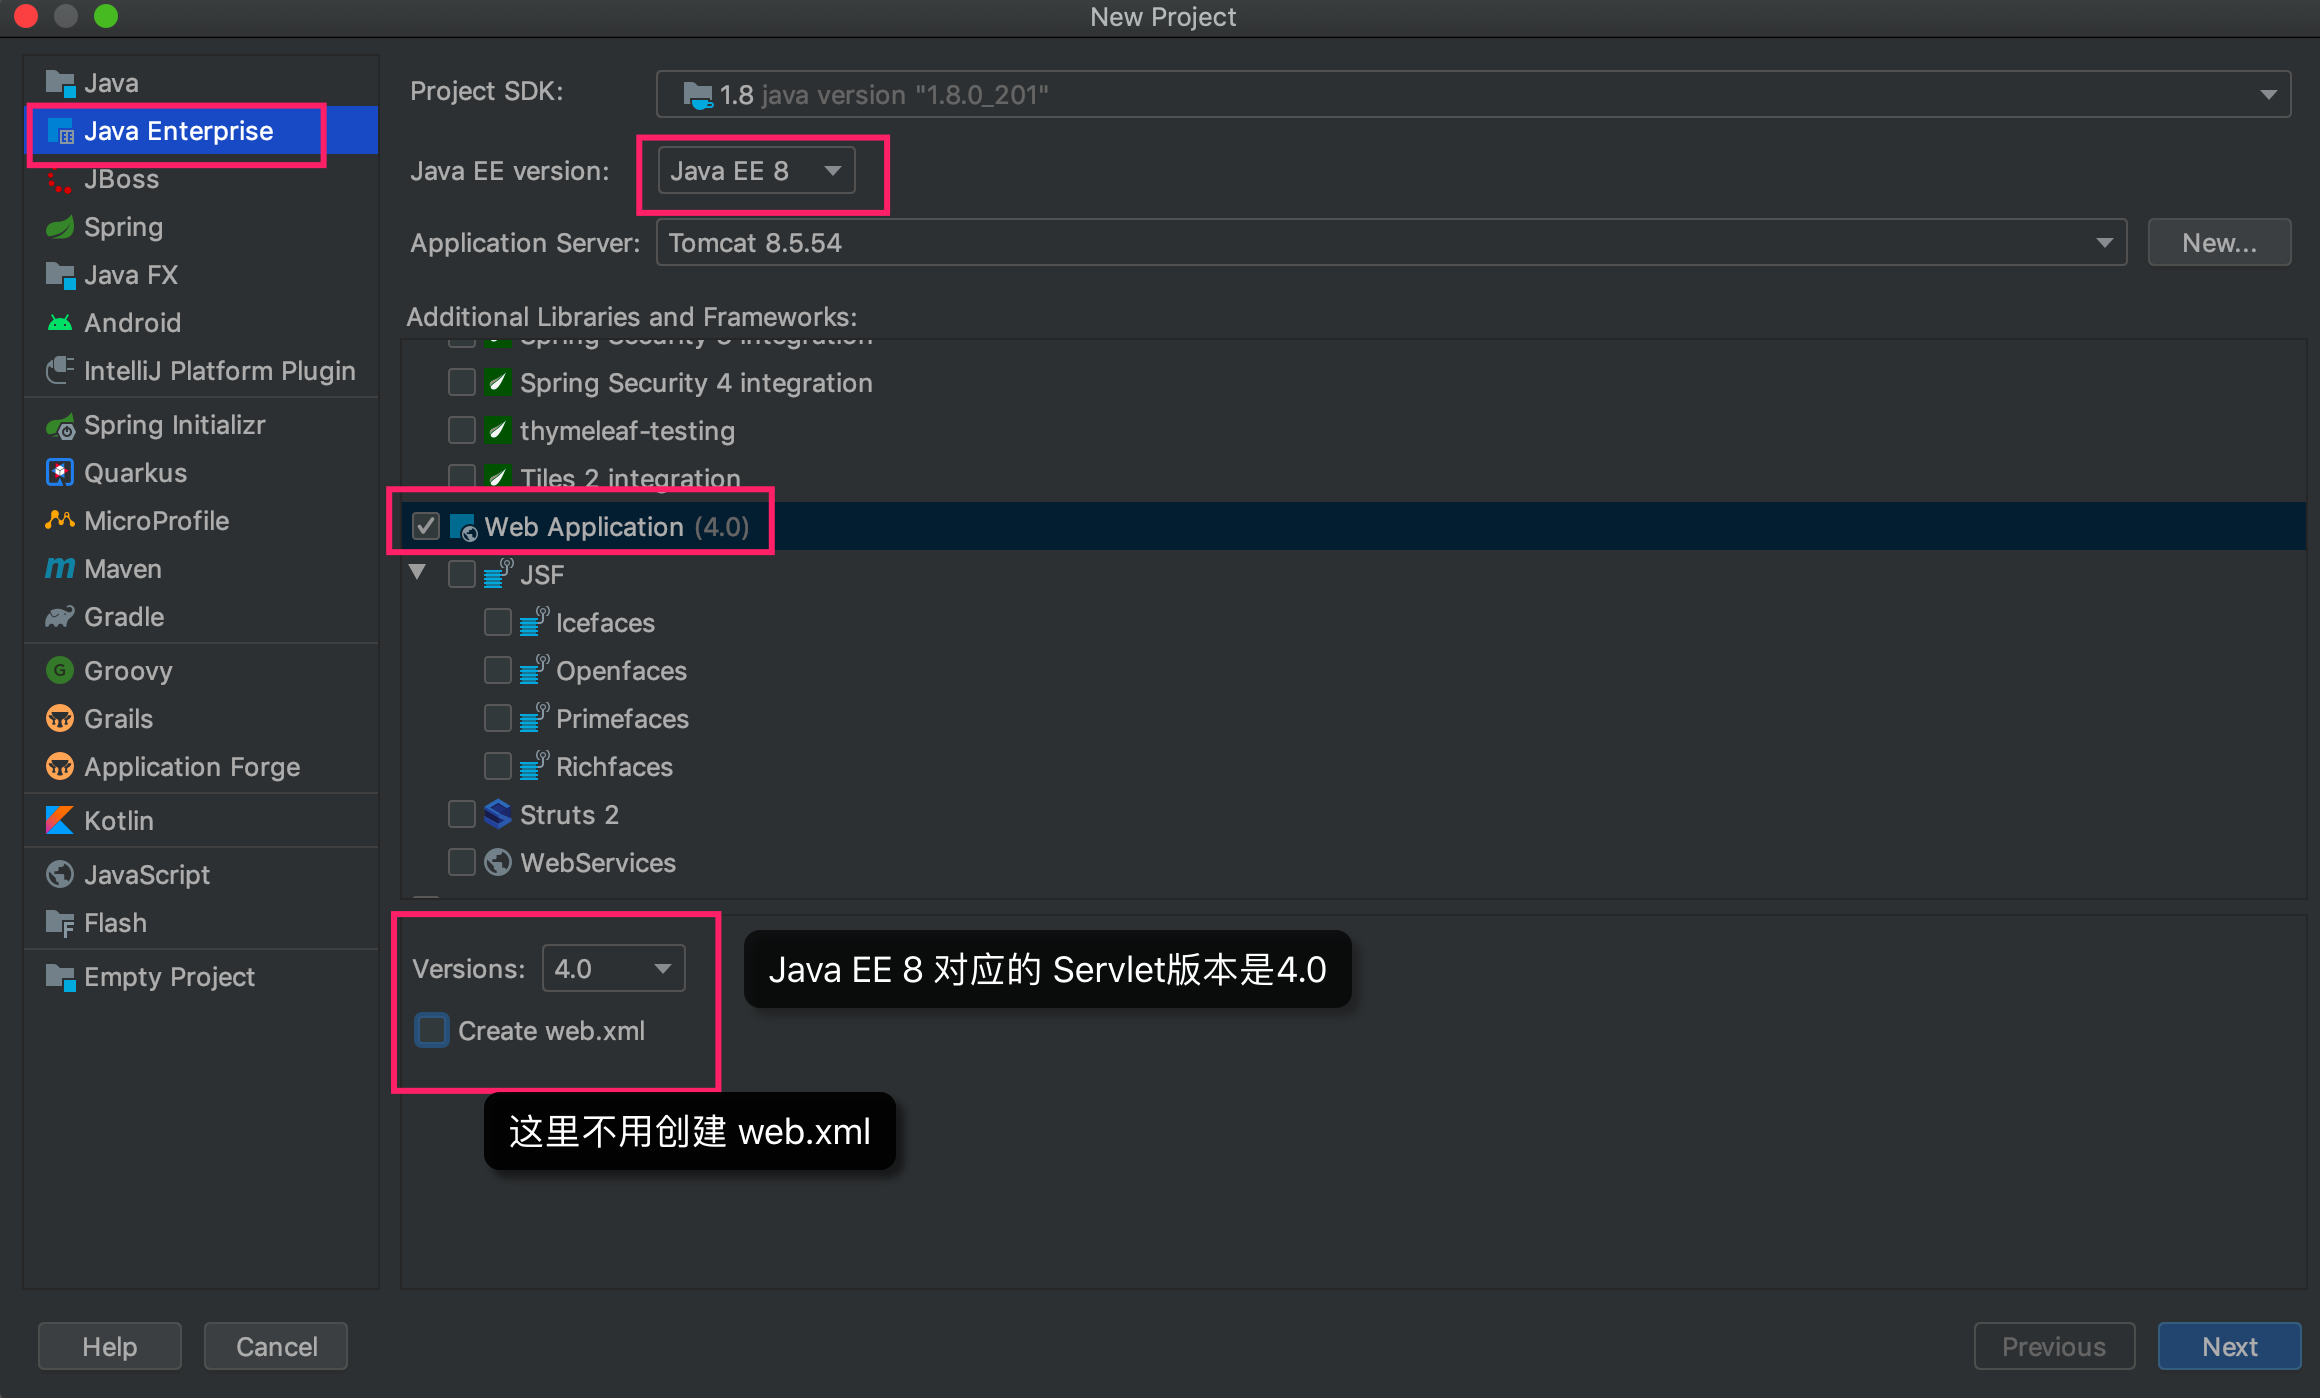 New Project
Java
Java Enterprise
JBoss
Spring
Java FX
Android
IntelliJ Platform Plugin
Spring Initializr
Quarkus
MicroProfile
Maven
Gradle
Groovy
Grails
Application Forge
Kotlin
JavaScript
Flash
Empty Project
Project SDK: 1.8 java version "1.8.0_201"
Java EE version: Java EE 8
Application Server: Tomcat 8.5.54 New...
Additional Libraries and Frameworks:
Spring Security 3 integration
Spring Security 4 integration
thymeleaf-testing
Tiles 2 integration
Web Application (4.0)
JSF
Icefaces
Openfaces
Primefaces
Richfaces
Struts 2
WebServices
Versions: 4.0
Java EE 8 对应的 Servlet版本是4.0
Create web.xml
这里不用创建 web.xml
Help Cancel Previous Next